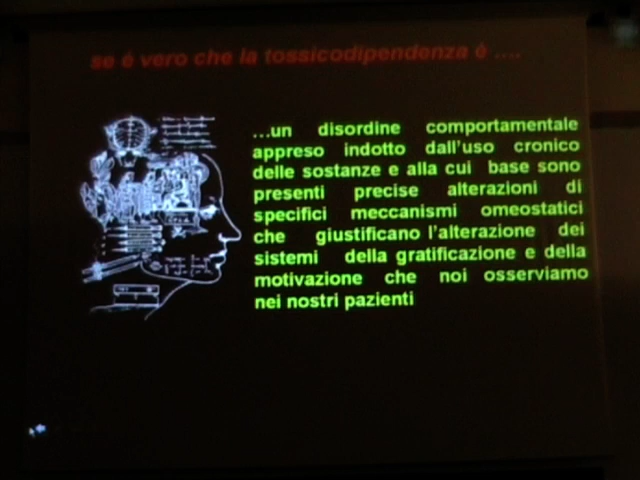 se é vero che la tossicodipendenza è ....
...un disordine comportamentale
appreso indotto dall'uso cronico
delle sostanze e alla cui base sono
presenti precise alterazioni di
specifici meccanismi omeostatici
che giustificano l'alterazione dei
sistemi della gratificazione e della
motivazione che noi osserviamo
nei nostri pazienti